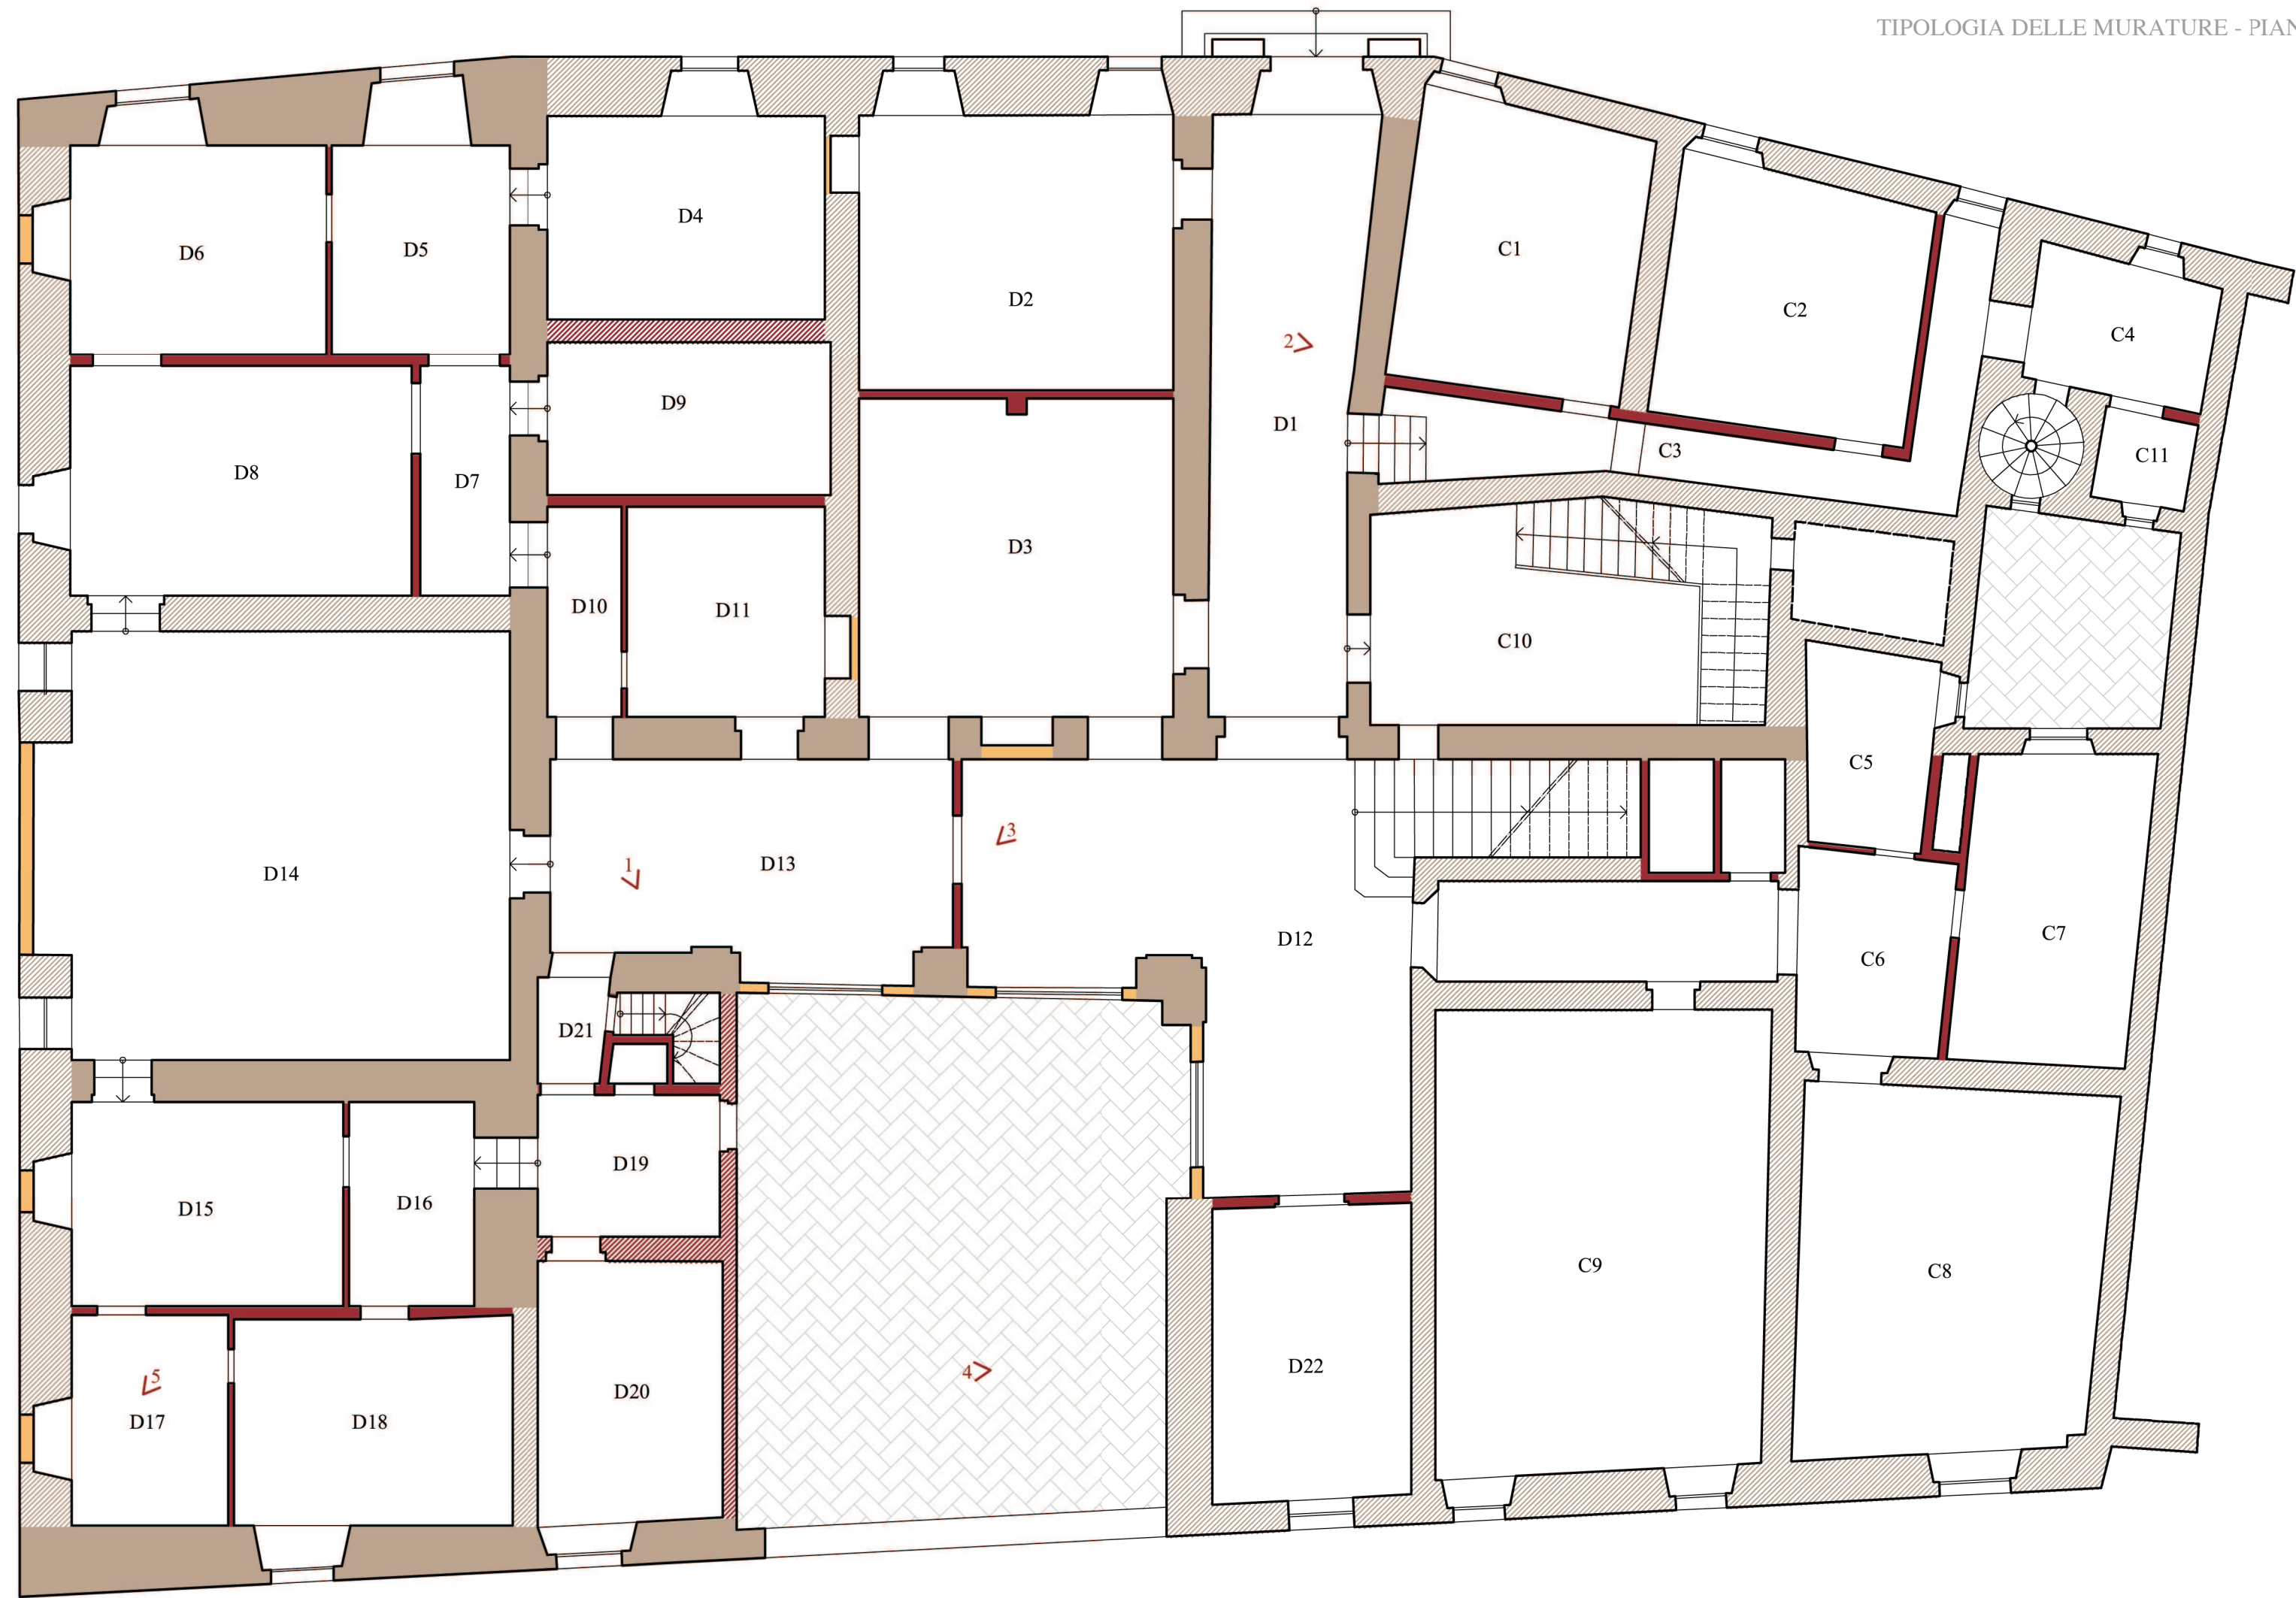 TIPOLOGIA DELLE MURATURE - PIAN
D6
D5
D4
D2
C1
C2
C4
2
D9
D1
C3
C11
D8
D7
D3
D10
D11
C10
C5
1
3
D14
D13
D12
C6
C7
D21
D19
D15
D16
C9
C8
D22
5
4
D17
D18
D20